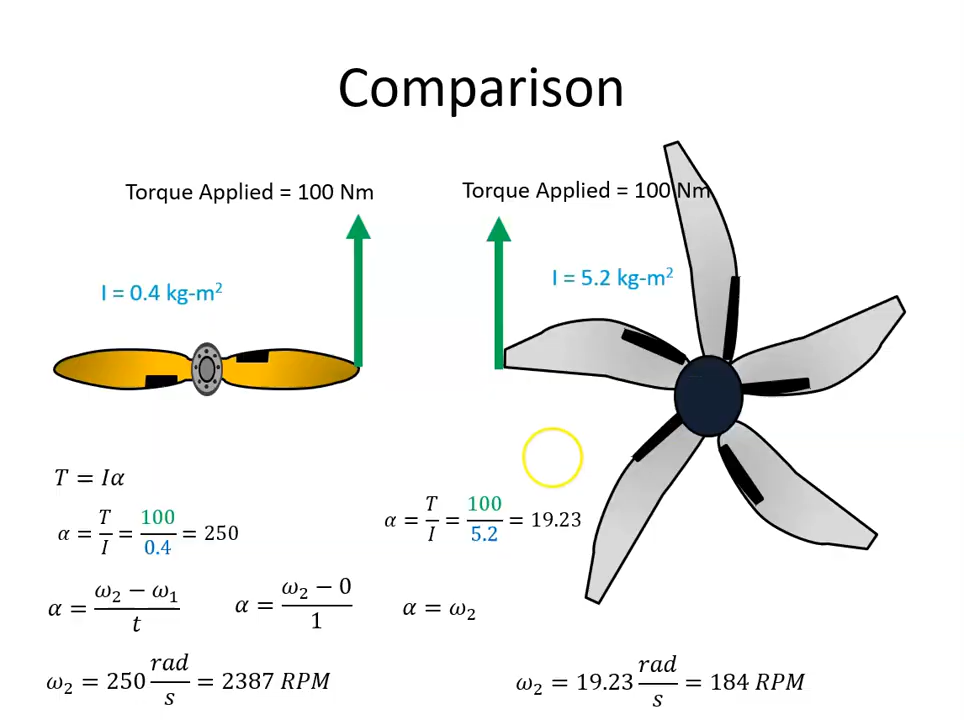 Comparison
Torque Applied = 100 Nm
Torque Applied = 100 Nm
I = 0.4 kg-m²
I = 5.2 kg-m²
T = Iα
α = T/I = 100/0.4 = 250
α = T/I = 100/5.2 = 19.23
α = (ω₂ − ω₁)/t
α = (ω₂ − 0)/1
α = ω₂
ω₂ = 250 rad/s = 2387 RPM
ω₂ = 19.23 rad/s = 184 RPM